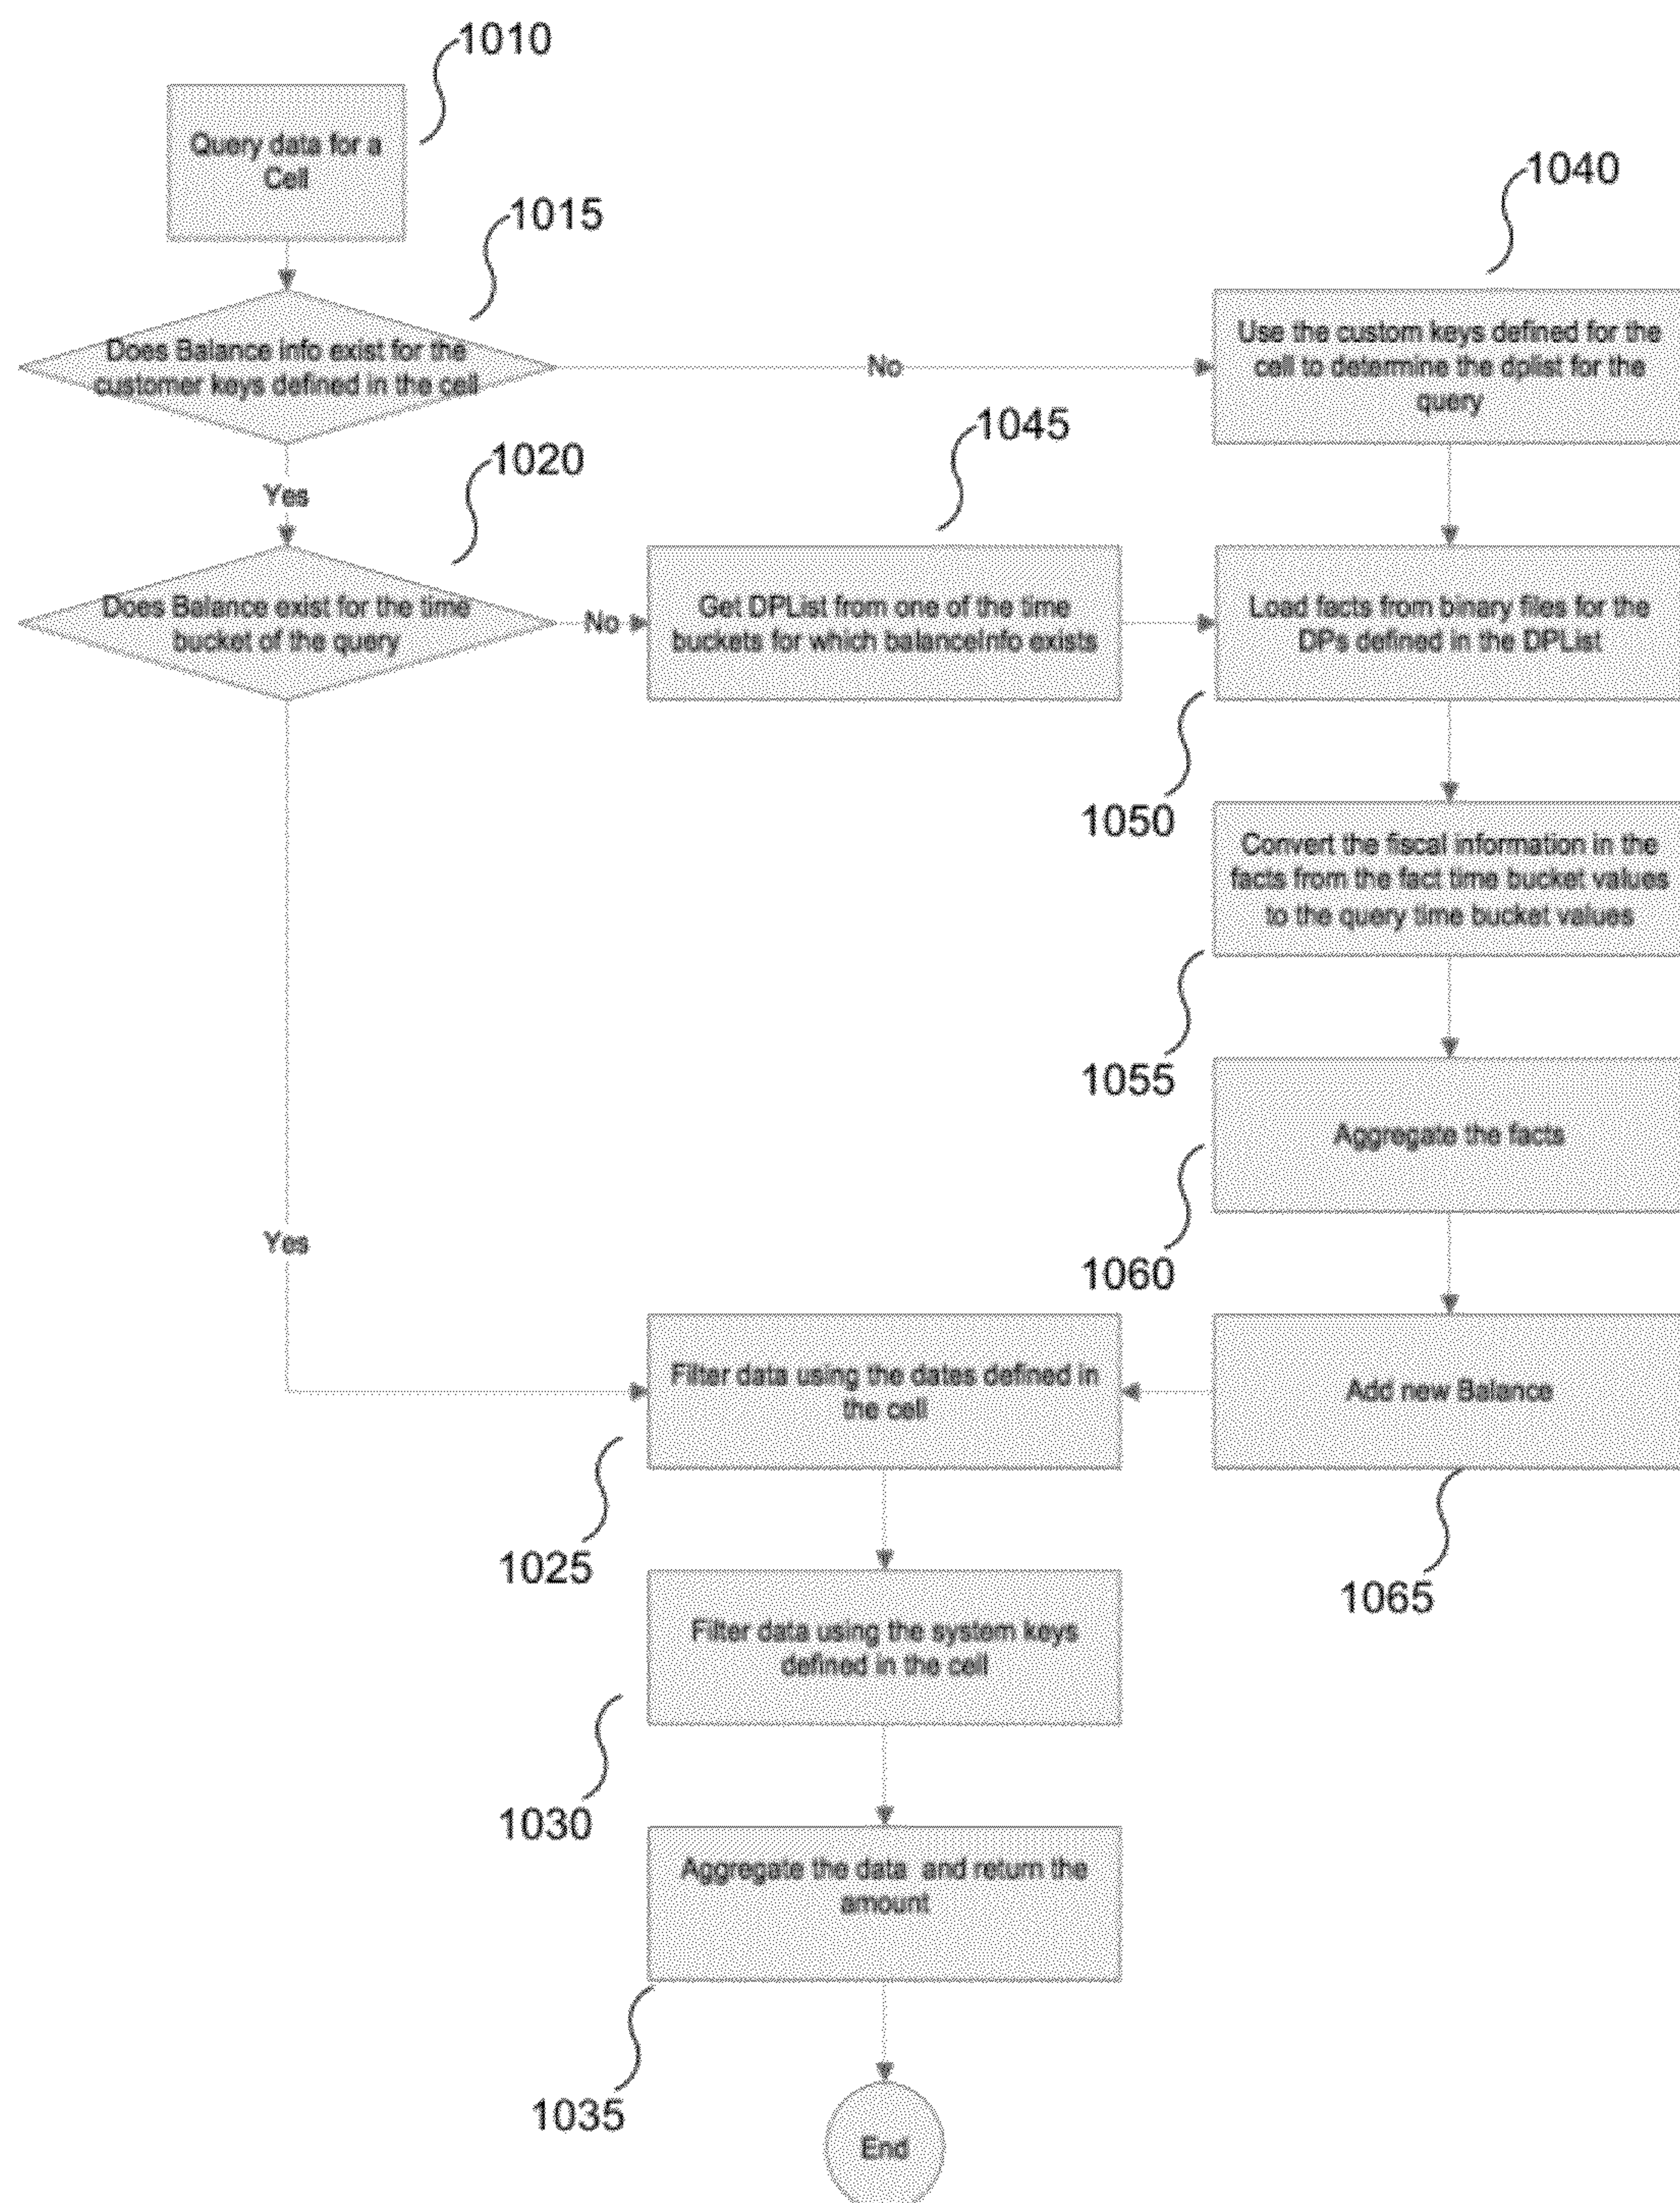 1010
Query data for a
Cell
1015
1040
Does Balance info exist for the
customer keys defined in the cell
No
Use the custom keys defined for the
cell to determine the dplist for the
query
1045
1020
Yes
Does Balance exist for the time
bucket of the query
No
Get DPList from one of the time
buckets for which balanceInfo exists
Load facts from binary files for the
DPs defined in the DPList
1050
Convert the fiscal information in the
facts from the fact time bucket values
to the query time bucket values
1055
Aggregate the facts
1060
Yes
Filter data using the dates defined in
the cell
Add new Balance
1025
1065
Filter data using the system keys
defined in the cell
1030
Aggregate the data and return the
amount
1035
End